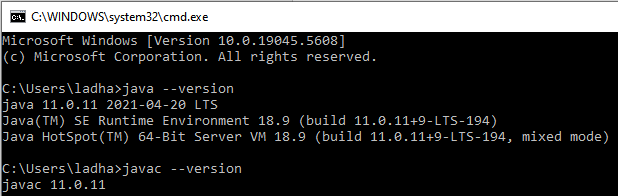 C:\WINDOWS\system32\cmd.exe
Microsoft Windows [Version 10.0.19045.5608]
(c) Microsoft Corporation. All rights reserved.
C:\Users\ladha>java --version
java 11.0.11 2021-04-20 LTS
Java(TM) SE Runtime Environment 18.9 (build 11.0.11+9-LTS-194)
Java HotSpot(TM) 64-Bit Server VM 18.9 (build 11.0.11+9-LTS-194, mixed mode)
C:\Users\ladha>javac --version
javac 11.0.11